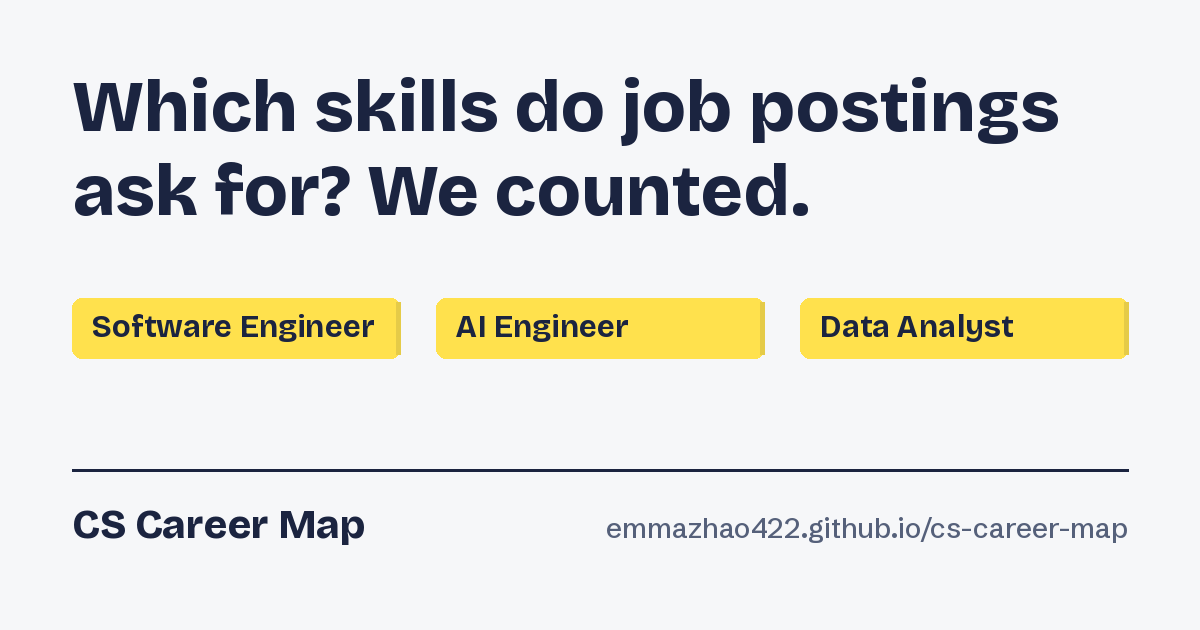 Which skills do job postings
ask for? We counted.
Software Engineer
AI Engineer
Data Analyst
CS Career Map
emmazhao422.github.io/cs-career-map